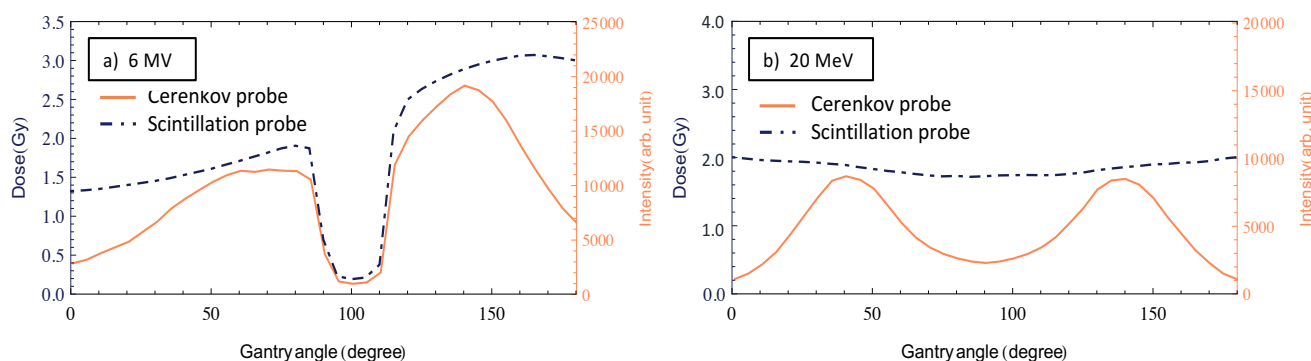 3.5
3.0
2.5
2.0
1.5
1.0
0.5
0.0
Dose(Gy)
a) 6 MV
Cerenkov probe
Scintillation probe
25000
20000
15000
10000
5000
0
Intensity(arb. unit)
0
50
100
150
Gantry angle (degree)
4.0
3.0
2.0
1.0
0.0
Dose(Gy)
b) 20 MeV
Cerenkov probe
Scintillation probe
20000
15000
10000
5000
0
Intensity(arb. unit)
0
50
100
150
Gantry angle (degree)